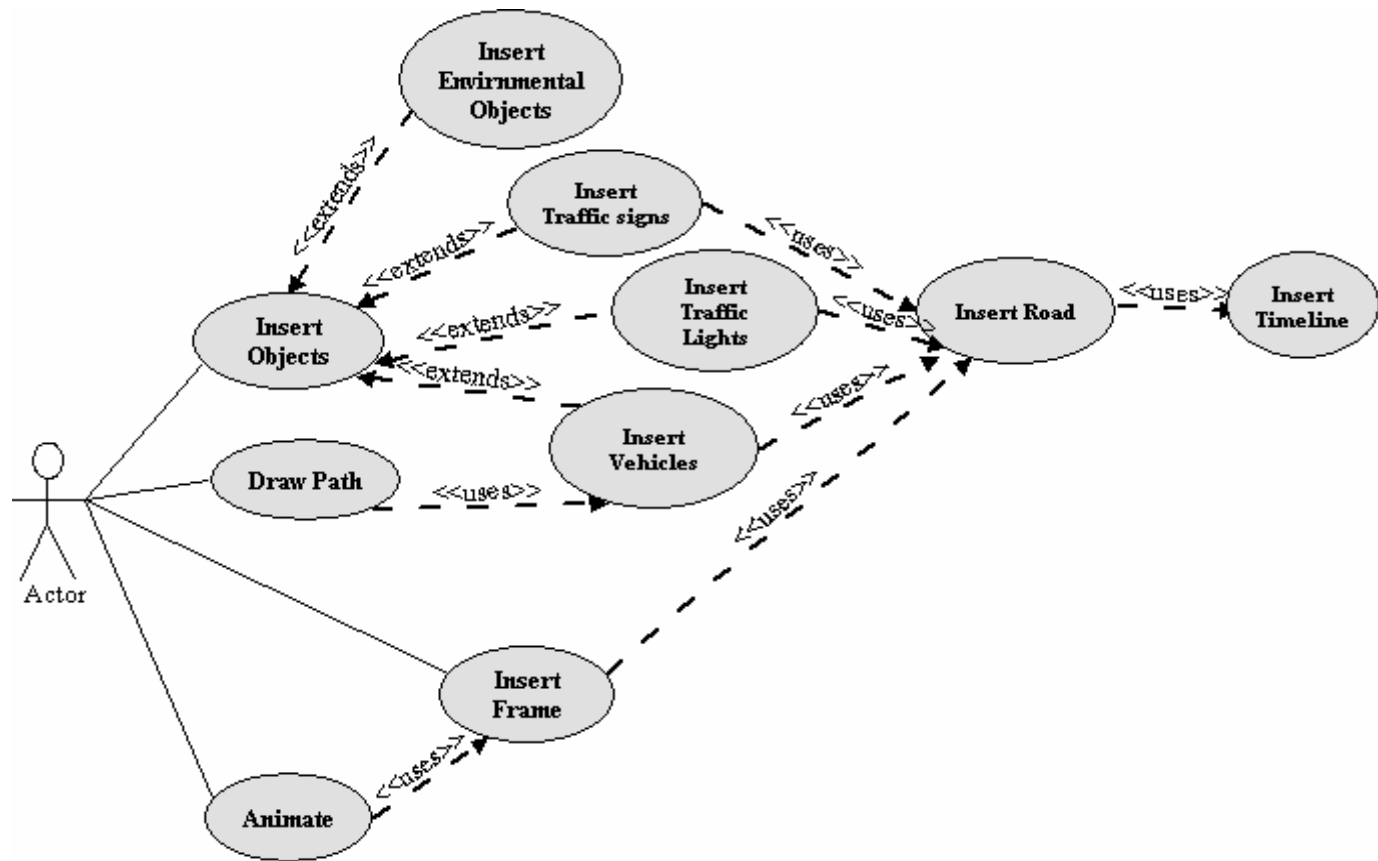 Insert
Envirnmental
Objects
<<extends>>
Insert
Traffic signs
<<extends>>
<<uses>>
Insert
Traffic
Lights
<<extends>>
<<uses>>
Insert Road
<<uses>>
Insert
Timeline
Insert
Objects
<<extends>>
<<uses>>
Insert
Vehicles
Draw Path
<<uses>>
<<uses>>
Actor
Insert
Frame
<<uses>>
Animate